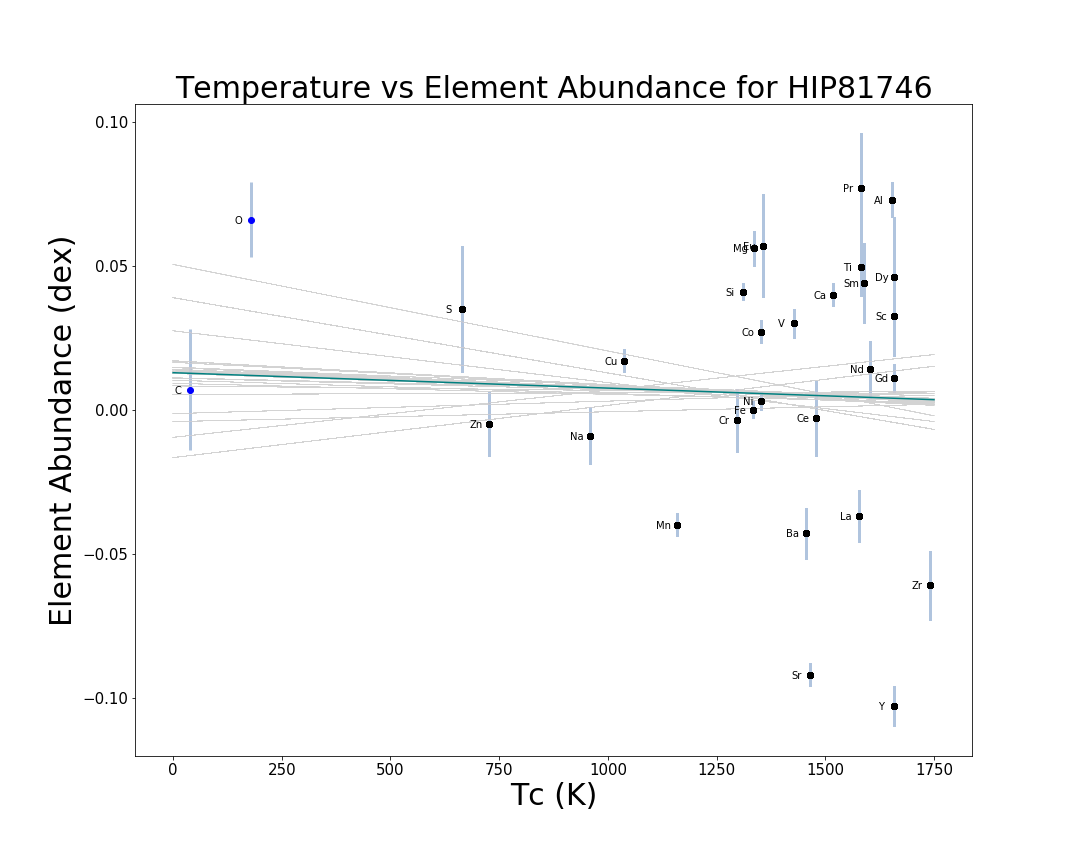 Temperature vs Element Abundance for HIP81746
Element Abundance (dex)
0.10
0.05
0.00
−0.05
−0.10
O
C
S
Zn
Na
Cu
Mn
Pr
Al
Eu
Mg
Ti
Dy
Sm
Si
Ca
Sc
V
Co
Nd
Gd
Ni
Fe
Cr
Ce
La
Ba
Zr
Sr
Y
0 250 500 750 1000 1250 1500 1750
Tc (K)